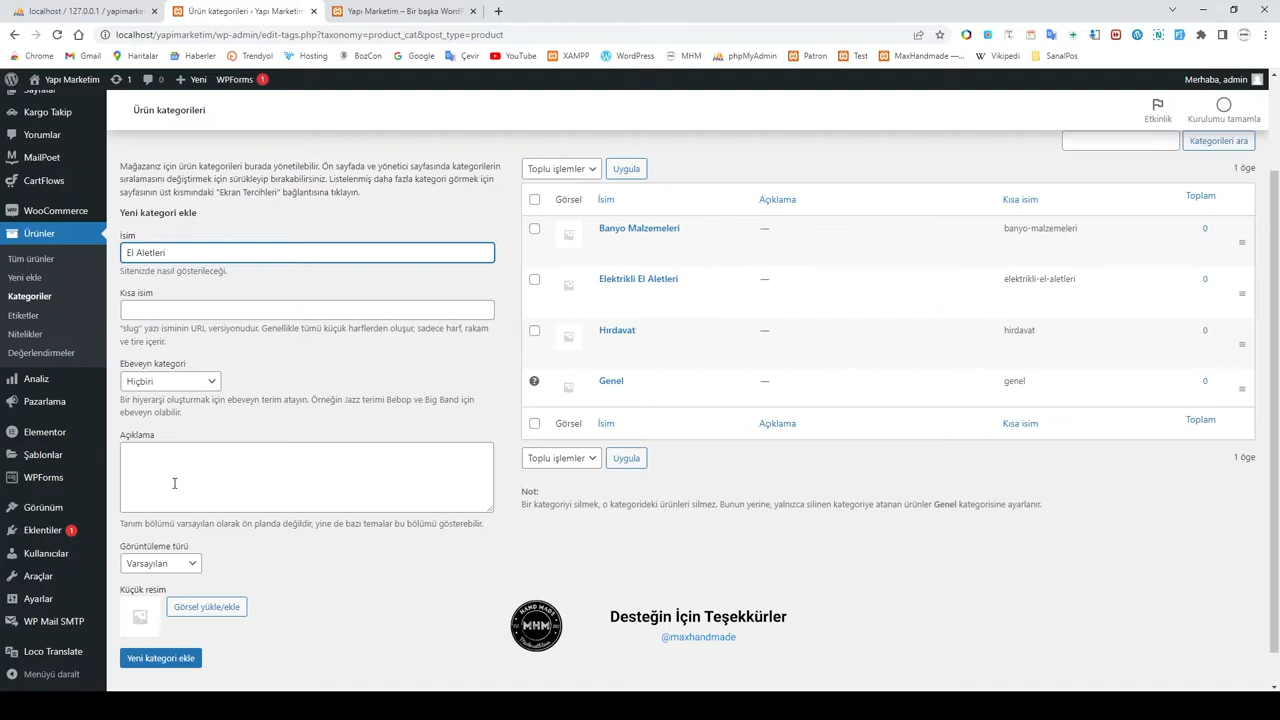 localhost / 127.0.0.1 / yapimarketim
Ürün kategorileri ‹ Yapı Marketim
Yapı Marketim – Bir başka WordP
localhost/yapimarketim/wp-admin/edit-tags.php?taxonomy=product_cat&post_type=product
Chrome
Gmail
Haritalar
Haberler
Trendyol
Hosting
BozCon
Google
Çevir
YouTube
XAMPP
WordPress
MHM
phpMyAdmin
Patron
Test
MaxHandmade —...
Vikipedi
SanalPos
Yapı Marketim
1
0
Yeni
WPForms 1
Merhaba, admin
Kargo Takip
Yorumlar
MailPoet
CartFlows
WooCommerce
Ürünler
Tüm ürünler
Yeni ekle
Kategoriler
Etiketler
Nitelikler
Değerlendirmeler
Analiz
Pazarlama
Elementor
Şablonlar
WPForms
Görünüm
Eklentiler 1
Kullanıcılar
Araçlar
Ayarlar
WP Mail SMTP
Loco Translate
Menüyü daralt
Ürün kategorileri
Etkinlik
Kurulumu tamamla
Kategorileri ara
Mağazanız için ürün kategorileri burada yönetilebilir. Ön sayfada ve yönetici sayfasında kategorilerin
sıralamasını değiştirmek için sürükleyip bırakabilirsiniz. Listelenmiş daha fazla kategori görmek için
sayfasının üst kısmındaki "Ekran Tercihleri" bağlantısına tıklayın.
Yeni kategori ekle
İsim
El Aletleri
Sitenizde nasıl gösterileceği.
Kısa isim
"slug" yazı isminin URL versiyonudur. Genellikle tümü küçük harflerden oluşur, sadece harf, rakam
ve tire içerir.
Ebeveyn kategori
Hiçbiri
Bir hiyerarşi oluşturmak için ebeveyn terim atayın. Örneğin Jazz terimi Bebop ve Big Band için
ebeveyn olabilir.
Açıklama
Tanım bölümü varsayılan olarak ön planda değildir, yine de bazı temalar bu bölümü gösterebilir.
Görüntüleme türü
Varsayılan
Küçük resim
Görsel yükle/ekle
Yeni kategori ekle
Toplu işlemler
Uygula
1 öge
Görsel İsim Açıklama Kısa isim Toplam
Banyo Malzemeleri — banyo-malzemeleri 0
Elektrikli El Aletleri — elektrikli-el-aletleri 0
Hırdavat — hirdavat 0
Genel — genel 0
Görsel İsim Açıklama Kısa isim Toplam
Toplu işlemler
Uygula
1 öge
Not:
Bir kategoriyi silmek, o kategorideki ürünleri silmez. Bunun yerine, yalnızca silinen kategoriye atanan ürünler Genel kategorisine ayarlanır.
HAND MADE
MHM
Desteğin İçin Teşekkürler
@maxhandmade